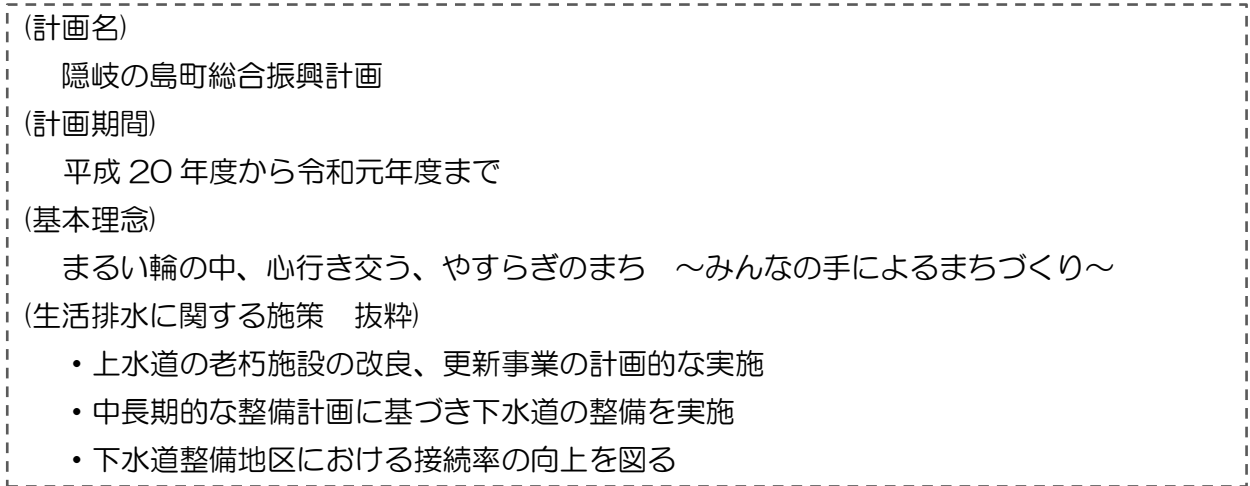 (計画名)
隠岐の島町総合振興計画
(計画期間)
平成 20 年度から令和元年度まで
(基本理念)
まるい輪の中、心行き交う、やすらぎのまち　～みんなの手によるまちづくり～
(生活排水に関する施策　抜粋)
・上水道の老朽施設の改良、更新事業の計画的な実施
・中長期的な整備計画に基づき下水道の整備を実施
・下水道整備地区における接続率の向上を図る